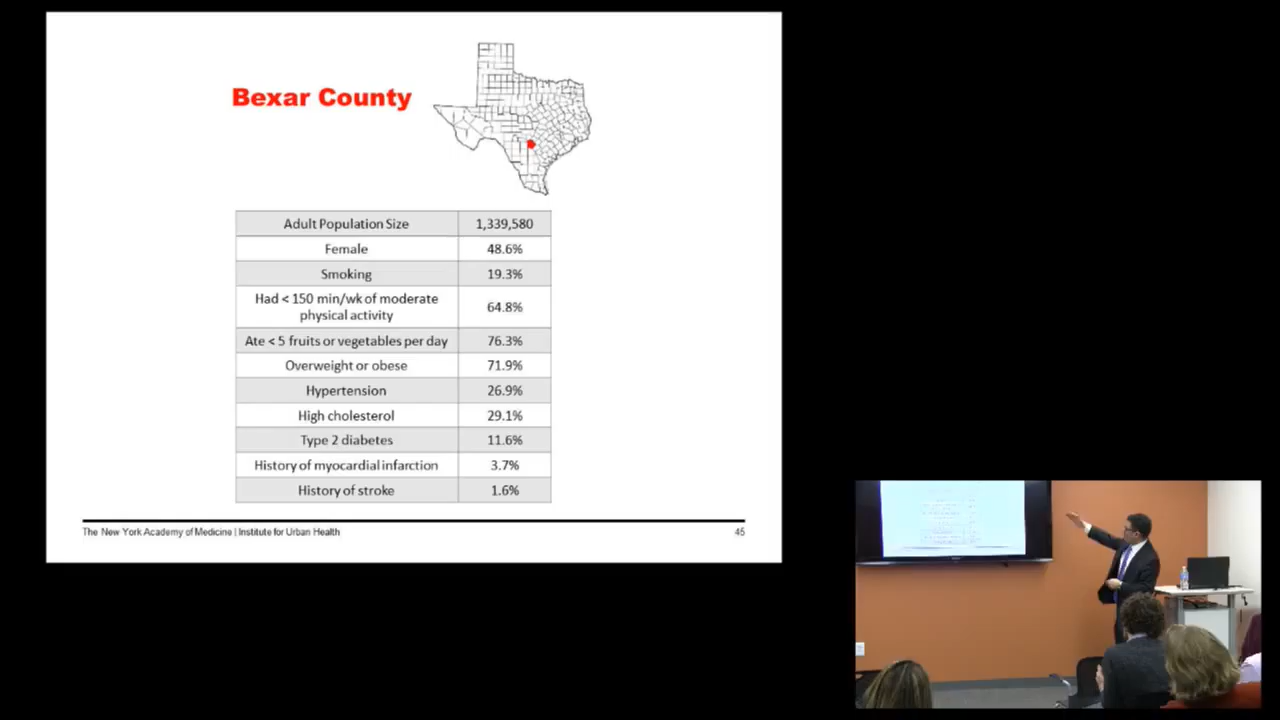 Bexar County
Adult Population Size 1,339,580
Female 48.6%
Smoking 19.3%
Had < 150 min/wk of moderate
physical activity 64.8%
Ate < 5 fruits or vegetables per day 76.3%
Overweight or obese 71.9%
Hypertension 26.9%
High cholesterol 29.1%
Type 2 diabetes 11.6%
History of myocardial infarction 3.7%
History of stroke 1.6%
The New York Academy of Medicine | Institute for Urban Health 45